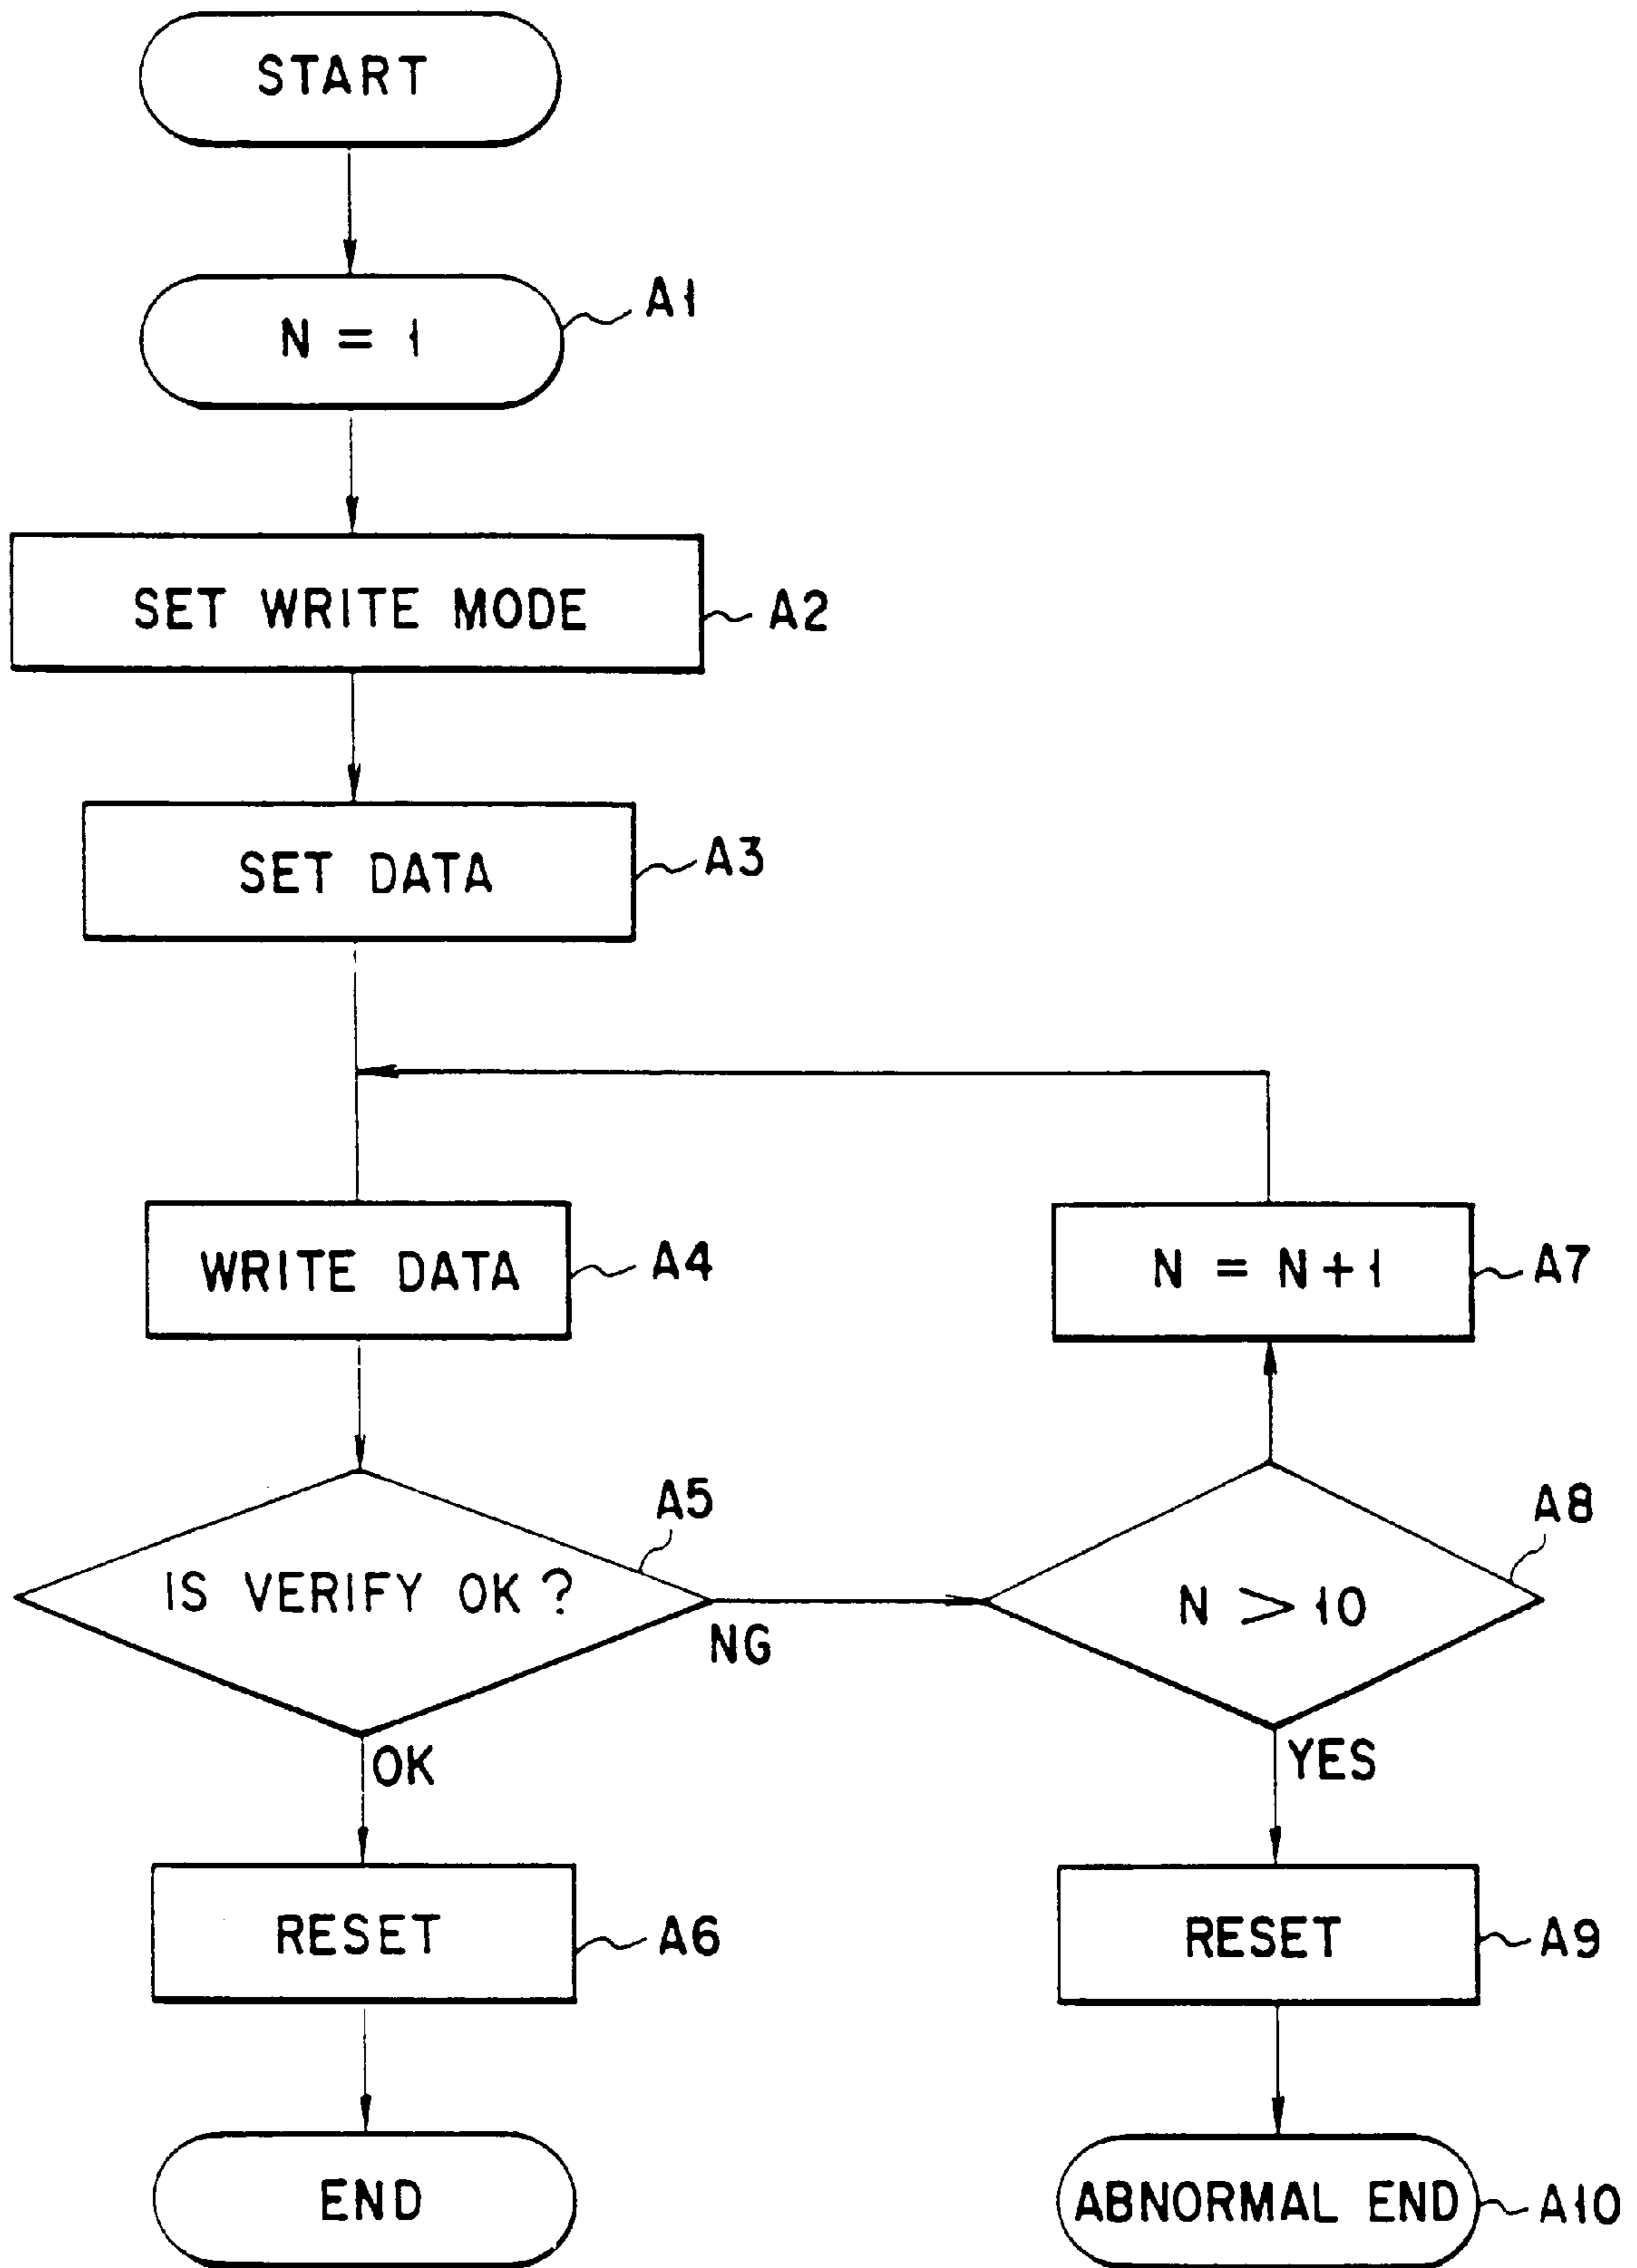 START
N = 1
A1
SET WRITE MODE
A2
SET DATA
A3
WRITE DATA
A4
N = N+1
A7
IS VERIFY OK?
A5
NG
OK
N > 10
A8
YES
RESET
A6
RESET
A9
END
ABNORMAL END
A10